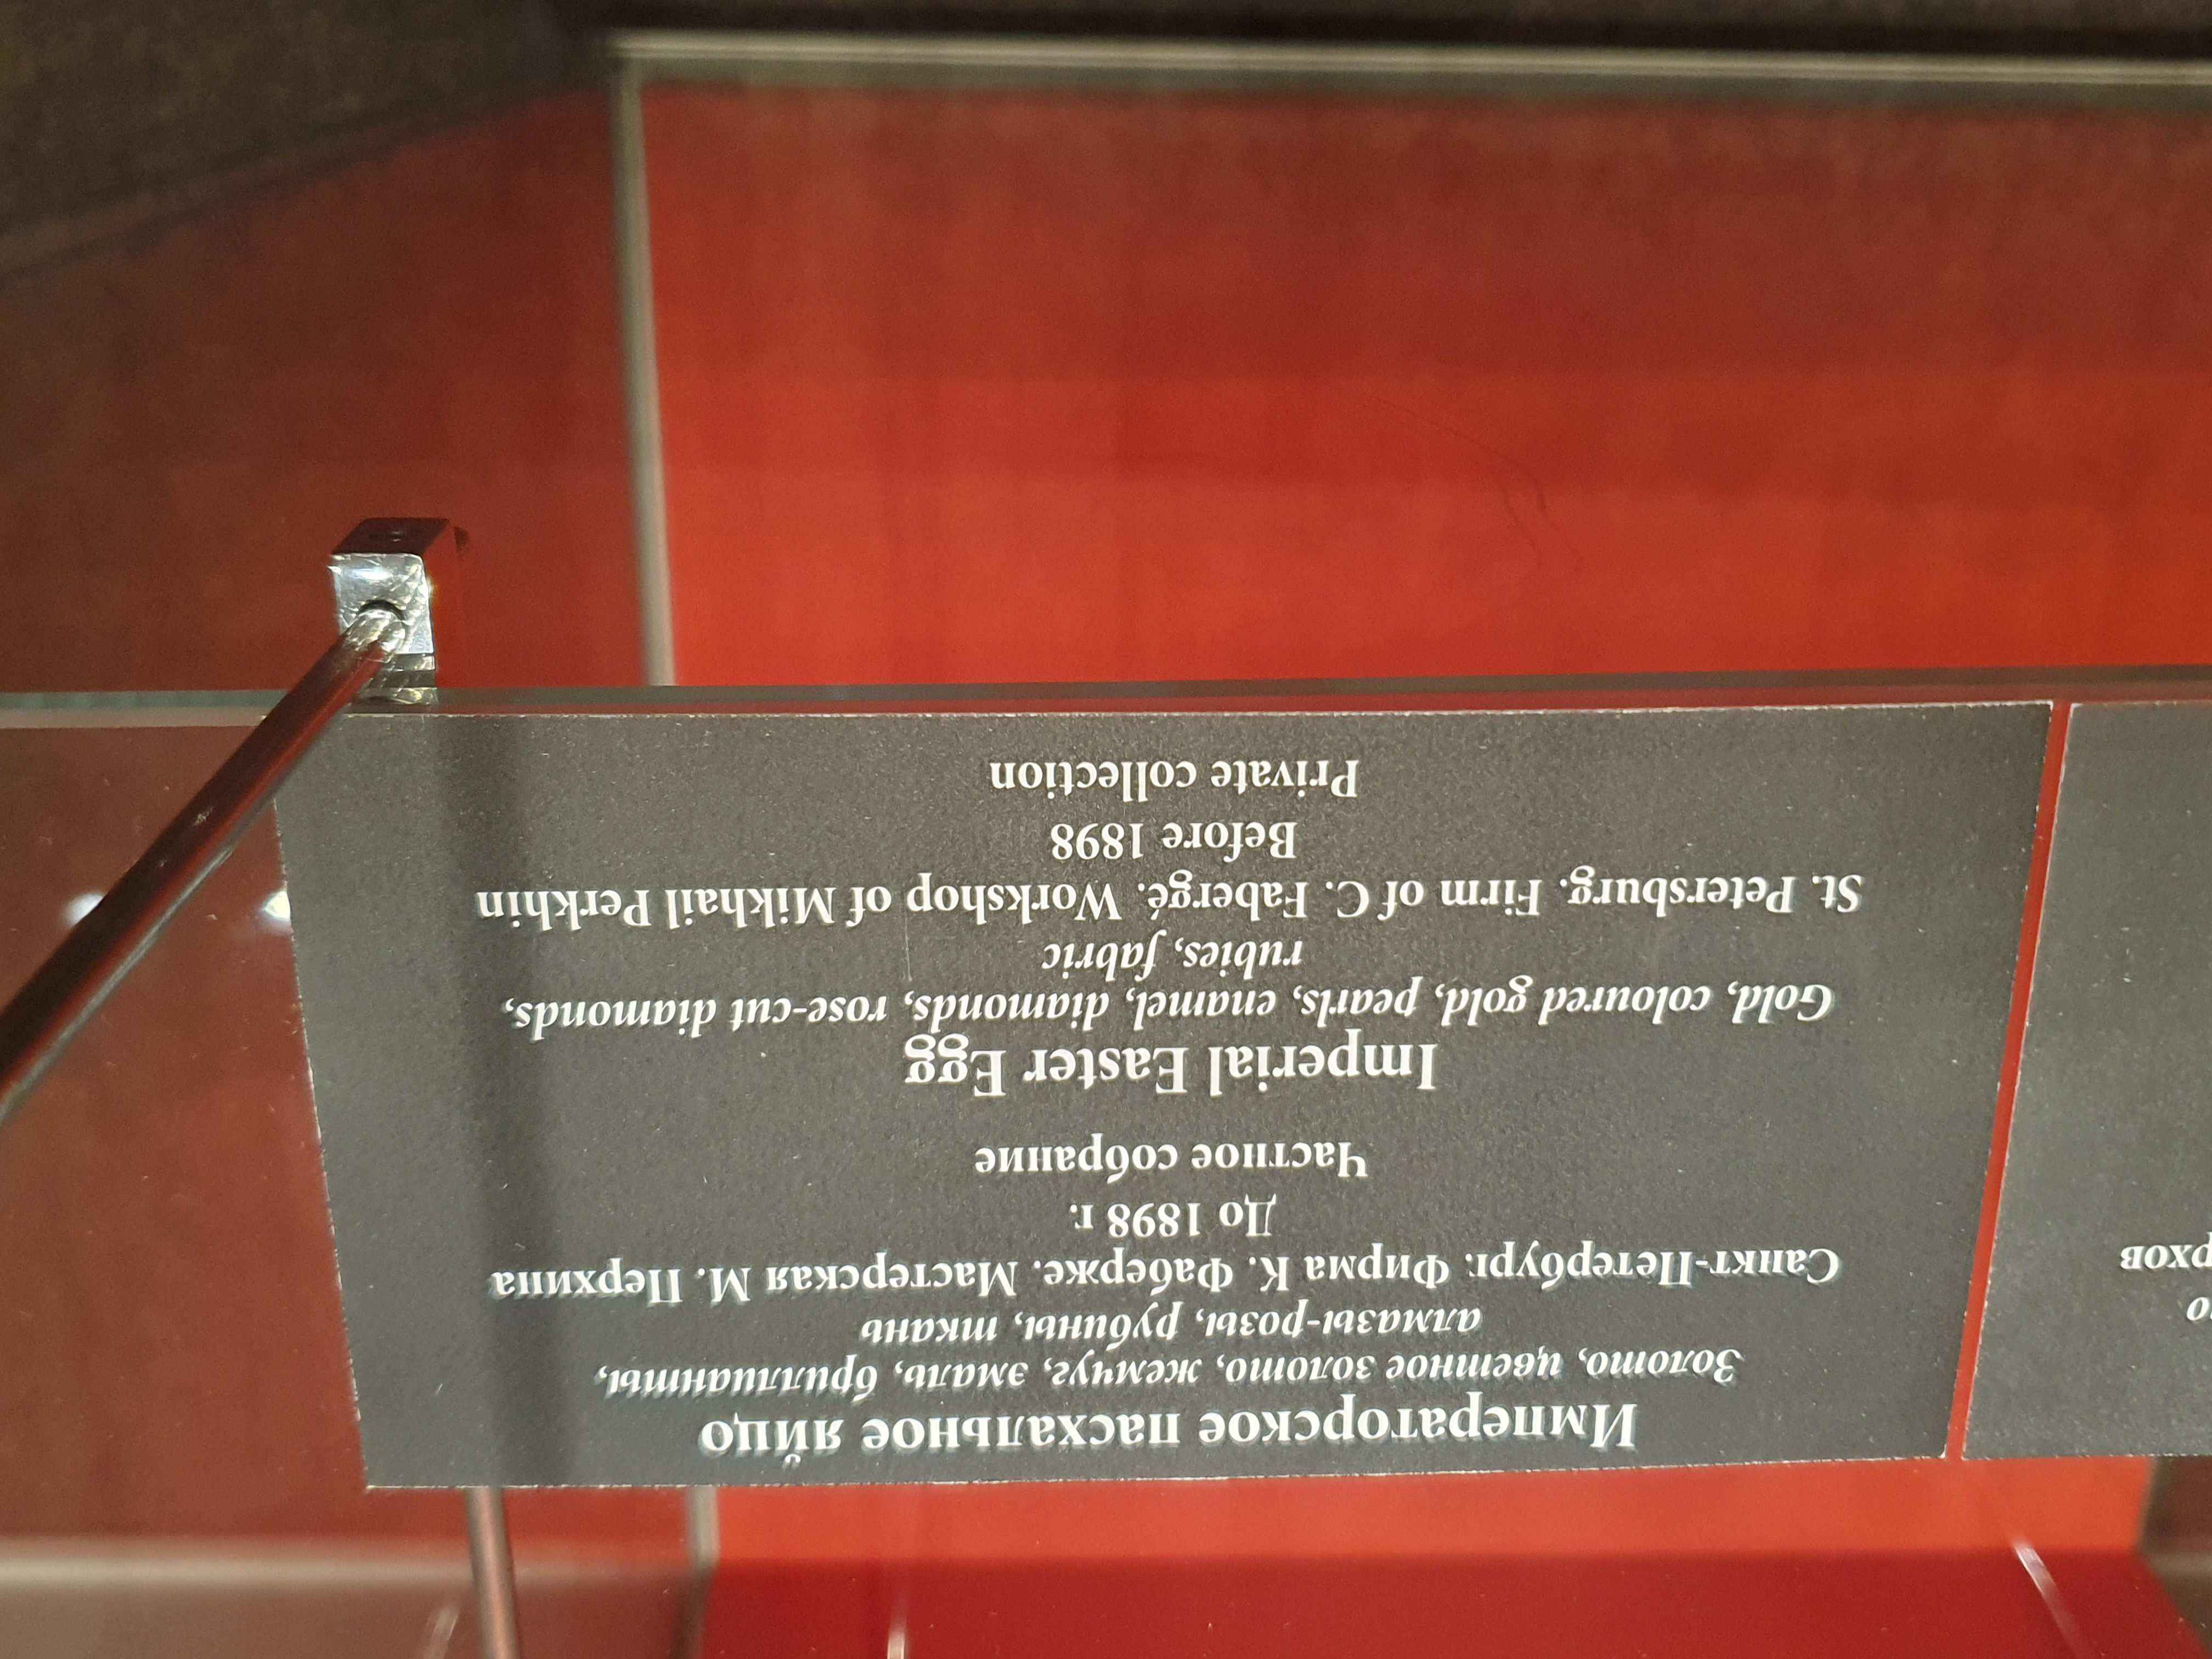 Императорское пасхальное яйцо
Золото, цветное золото, жемчуг, эмаль, бриллианты,
алмазы-розы, рубины, ткань
Санкт-Петербург. Фирма К. Фаберже. Мастерская М. Перхина
До 1898 г.
Частное собрание
Imperial Easter Egg
Gold, coloured gold, pearls, enamel, diamonds, rose-cut diamonds,
rubies, fabric
St. Petersburg. Firm of C. Fabergé. Workshop of Mikhail Perkhin
Before 1898
Private collection